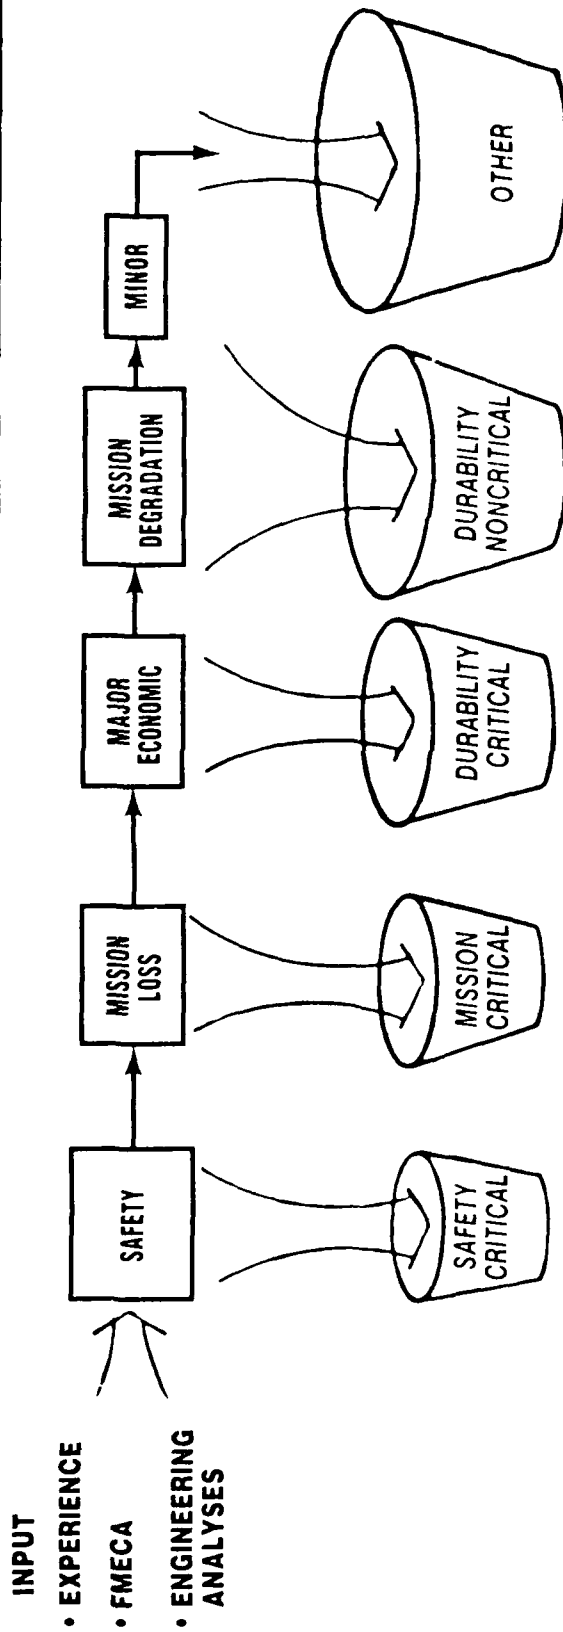 INPUT
• EXPERIENCE
• FMECA
• ENGINEERING
ANALYSES
SAFETY
MISSION
LOSS
MAJOR
ECONOMIC
MISSION
DEGRADATION
MINOR
SAFETY
CRITICAL
MISSION
CRITICAL
DURABILITY
CRITICAL
DURABILITY
NONCRITICAL
OTHER